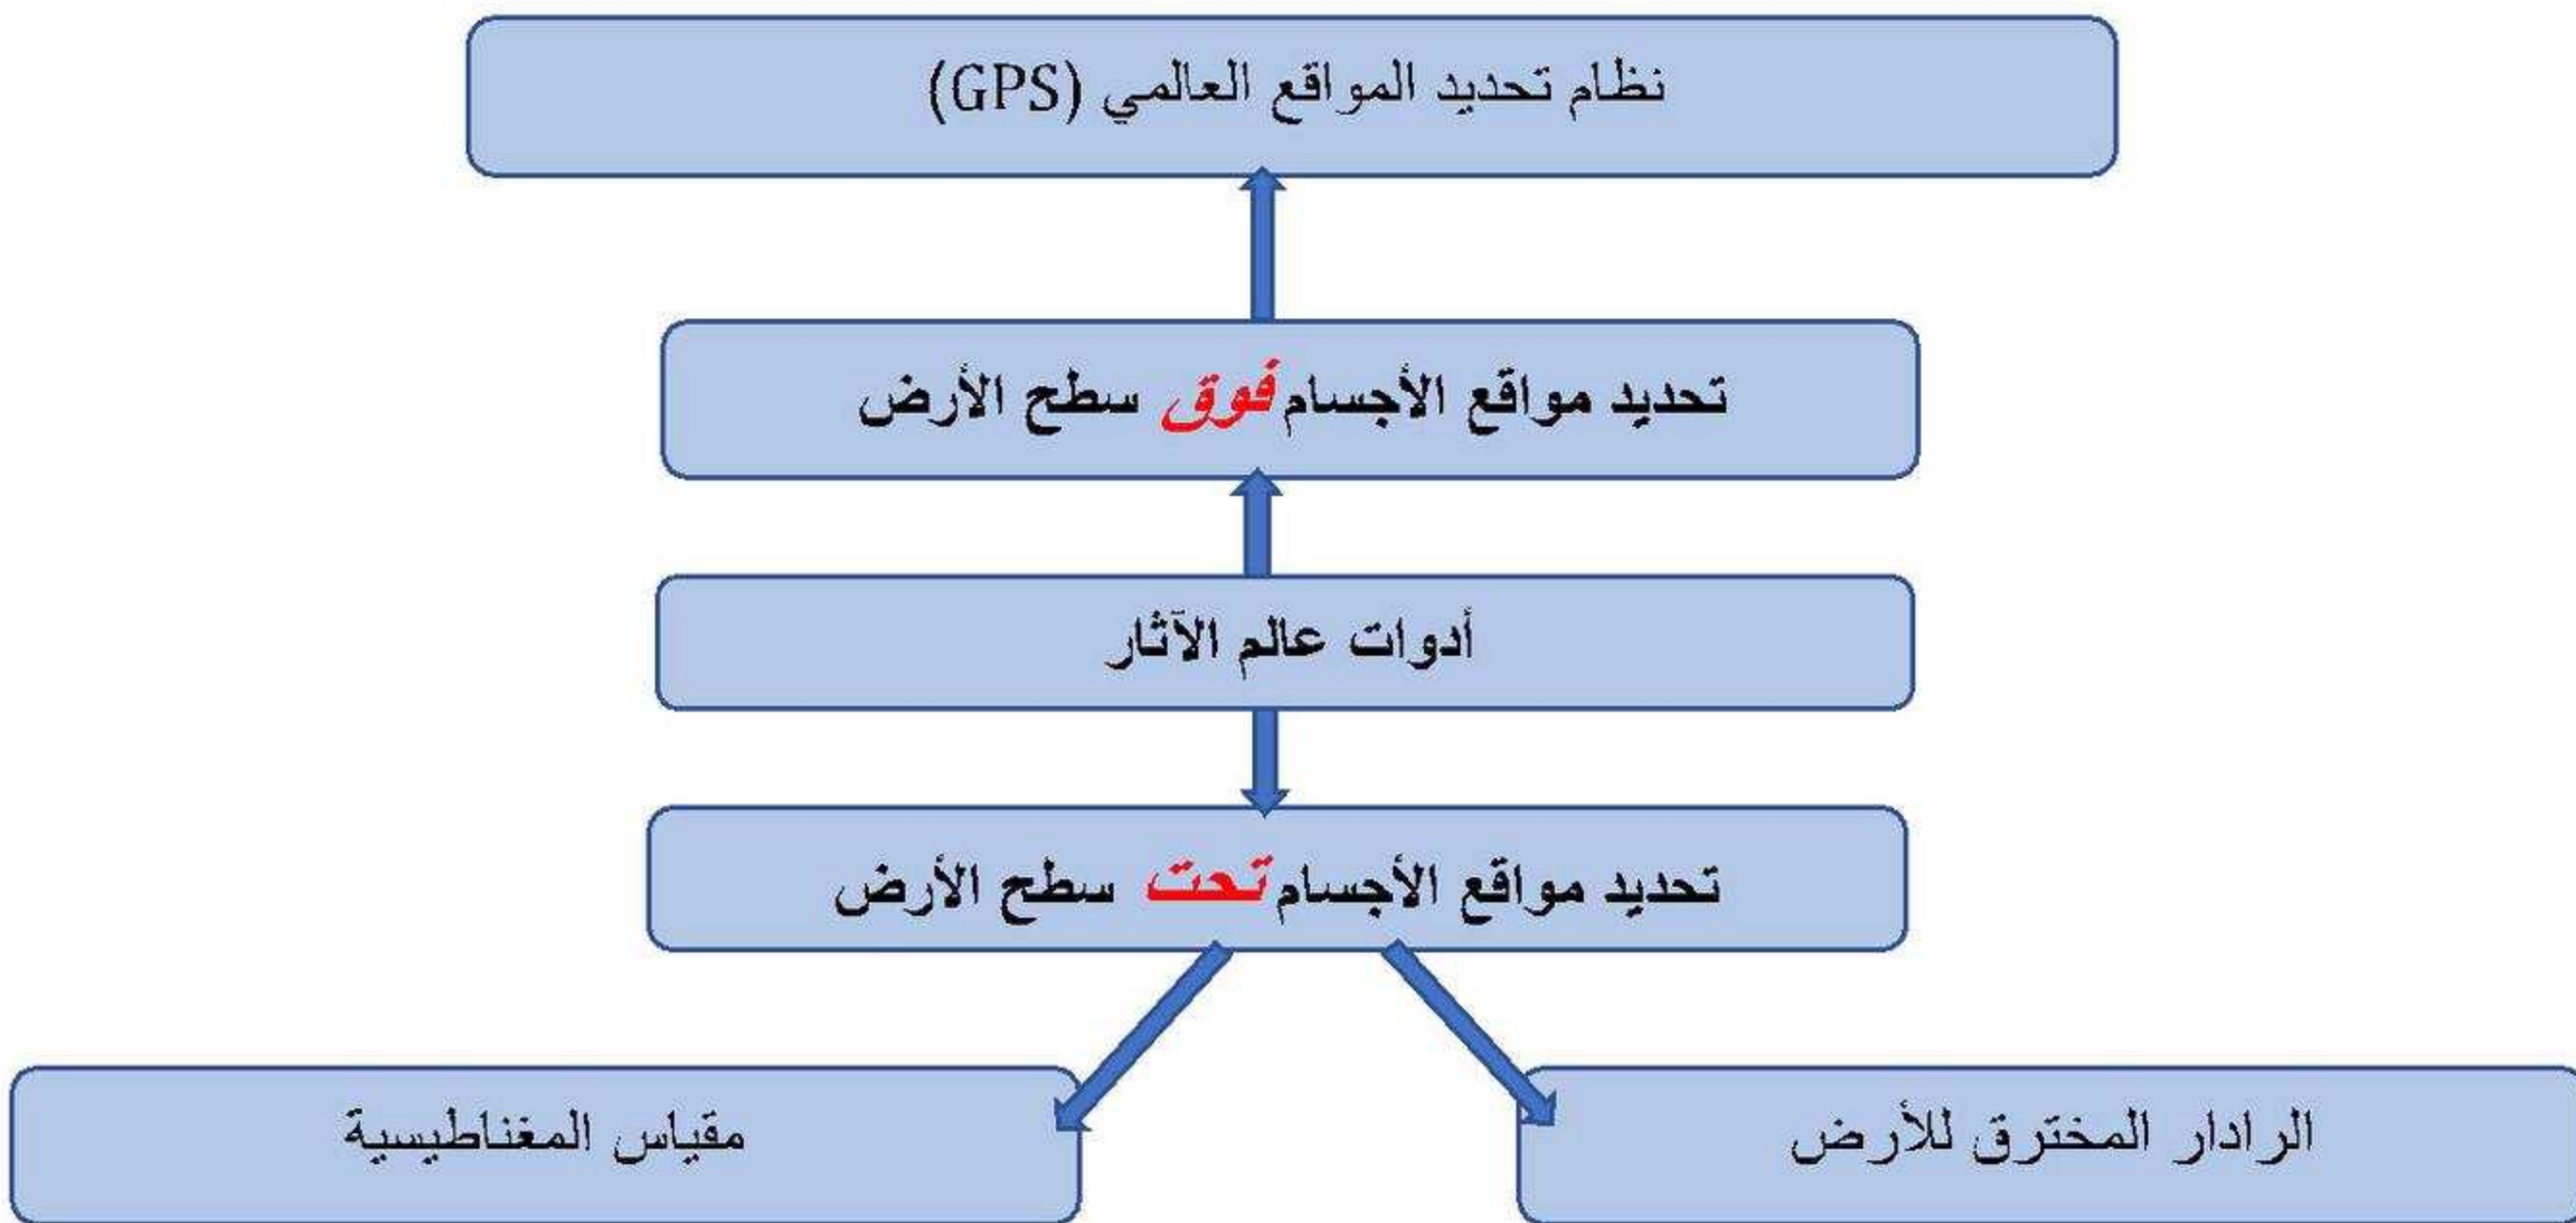 نظام تحديد المواقع العالمي (GPS)
تحديد مواقع الأجسام فوق سطح الأرض
أدوات عالم الآثار
تحديد مواقع الأجسام تحت سطح الأرض
الرادار المخترق للأرض
مقياس المغناطيسية